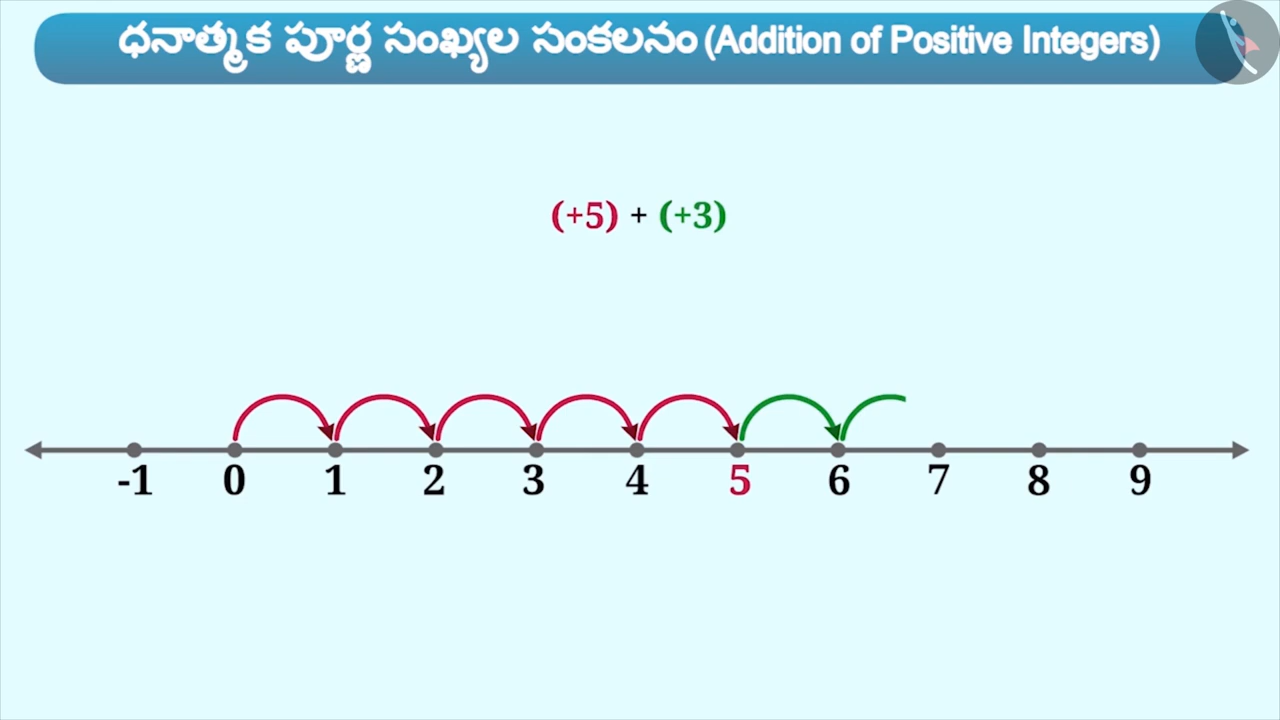 ధనాత్మక పూర్ణ సంఖ్యల సంకలనం (Addition of Positive Integers)
(+5) + (+3)
-1 0 1 2 3 4 5 6 7 8 9